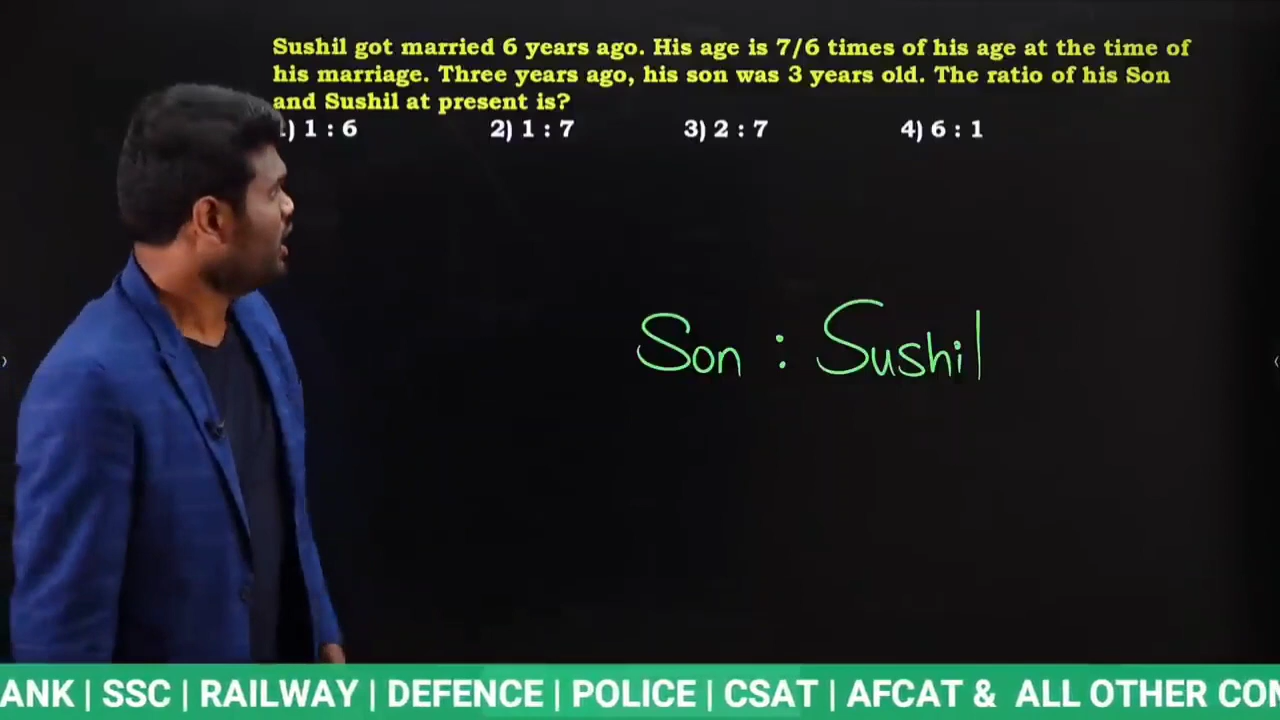 Sushil got married 6 years ago. His age is 7/6 times of his age at the time of
his marriage. Three years ago, his son was 3 years old. The ratio of his Son
and Sushil at present is?
) 1 : 6 2) 1 : 7 3) 2 : 7 4) 6 : 1
Son : Sushil
ANK | SSC | RAILWAY | DEFENCE | POLICE | CSAT | AFCAT & ALL OTHER COM